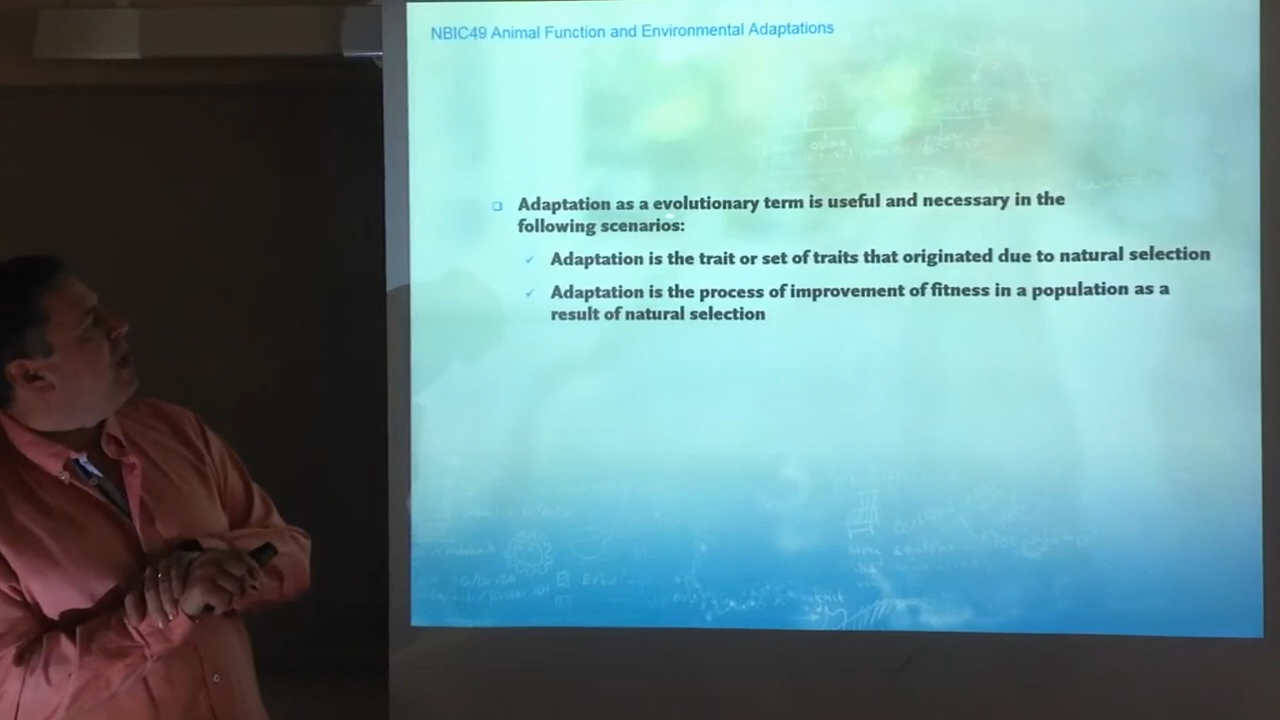 NBIC49 Animal Function and Environmental Adaptations
Adaptation as a evolutionary term is useful and necessary in the
following scenarios:
Adaptation is the trait or set of traits that originated due to natural selection
Adaptation is the process of improvement of fitness in a population as a
result of natural selection